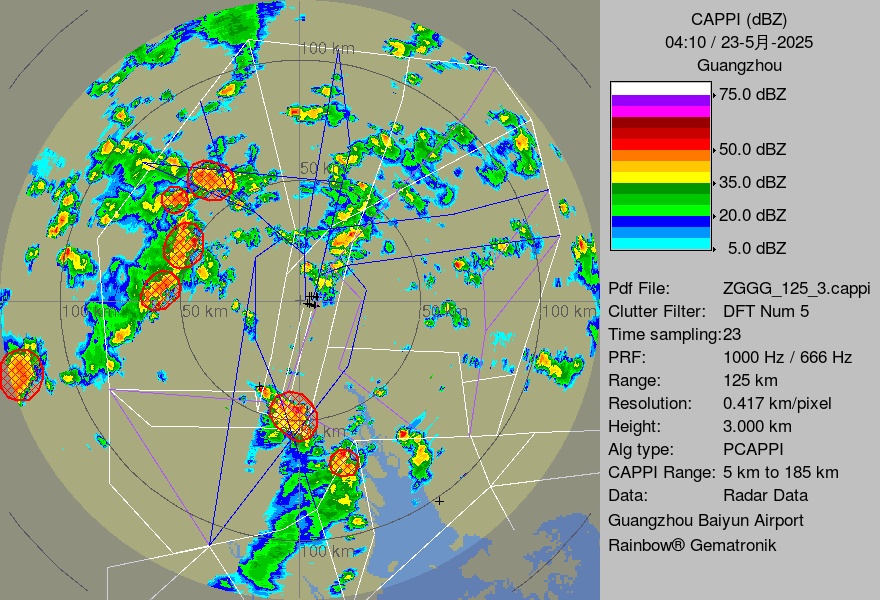 CAPPI (dBZ)
04:10 / 23-5月-2025
Guangzhou
75.0 dBZ
50.0 dBZ
35.0 dBZ
20.0 dBZ
5.0 dBZ
Pdf File: ZGGG_125_3.cappi
Clutter Filter: DFT Num 5
Time sampling:23
PRF: 1000 Hz / 666 Hz
Range: 125 km
Resolution: 0.417 km/pixel
Height: 3.000 km
Alg type: PCAPPI
CAPPI Range: 5 km to 185 km
Data: Radar Data
Guangzhou Baiyun Airport
Rainbow® Gematronik
100 km
50 km
100 km
50 km
50 km
100 km
km
100 km